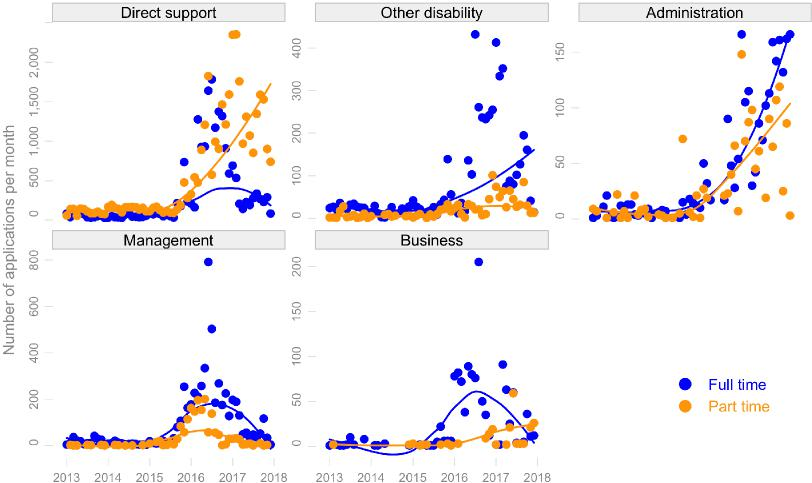 Direct support
Other disability
Administration
Number of applications per month
0
500
1,000
1,500
2,000
0
100
200
300
400
0
50
100
150
Management
Business
0
200
400
600
800
0
50
100
150
200
Full time
Part time
2013 2014 2015 2016 2017 2018
2013 2014 2015 2016 2017 2018